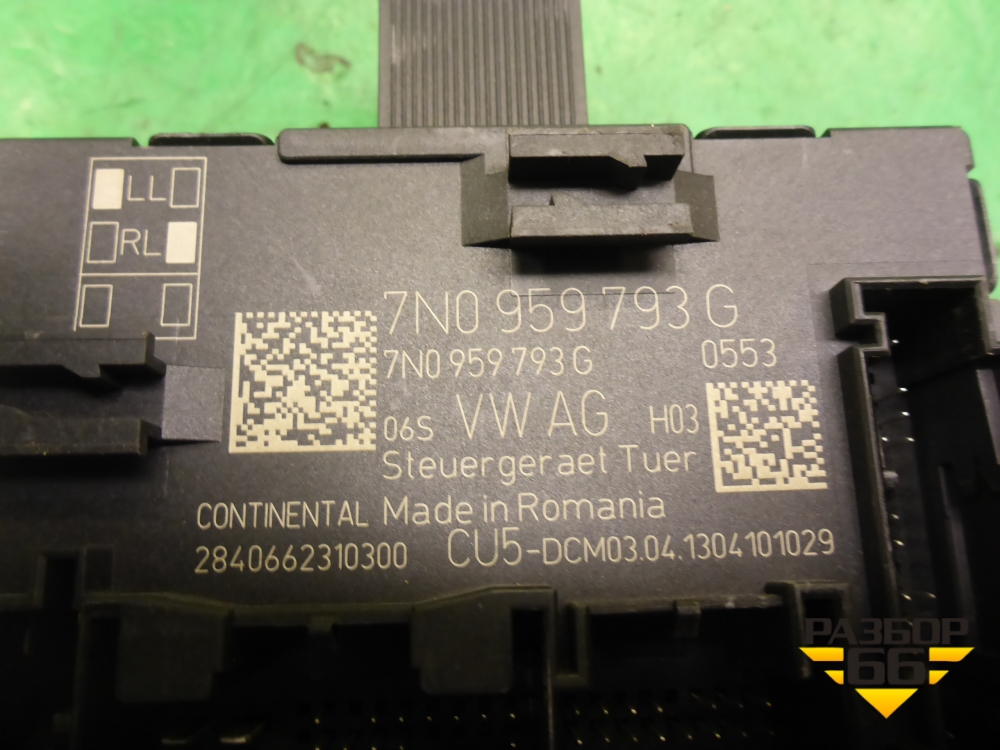 LL
RL
7N0 959 793 G
7N0 959 793 G 0553
06S VW AG H03
Steuergeraet Tuer
CONTINENTAL Made in Romania
2840662310300 CU5-DCM03.04.1304101029
РАЗБОР
66